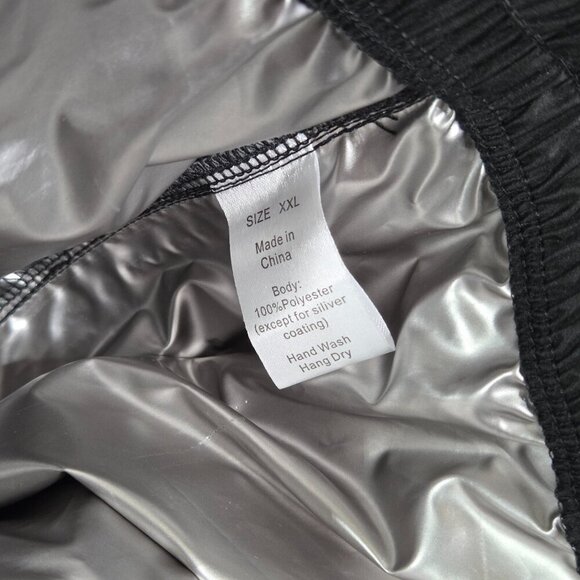 SIZE XXL
Made in
China
Body:
100%Polyester
(except for siliver
coating)
Hand Wash
Hang Dry